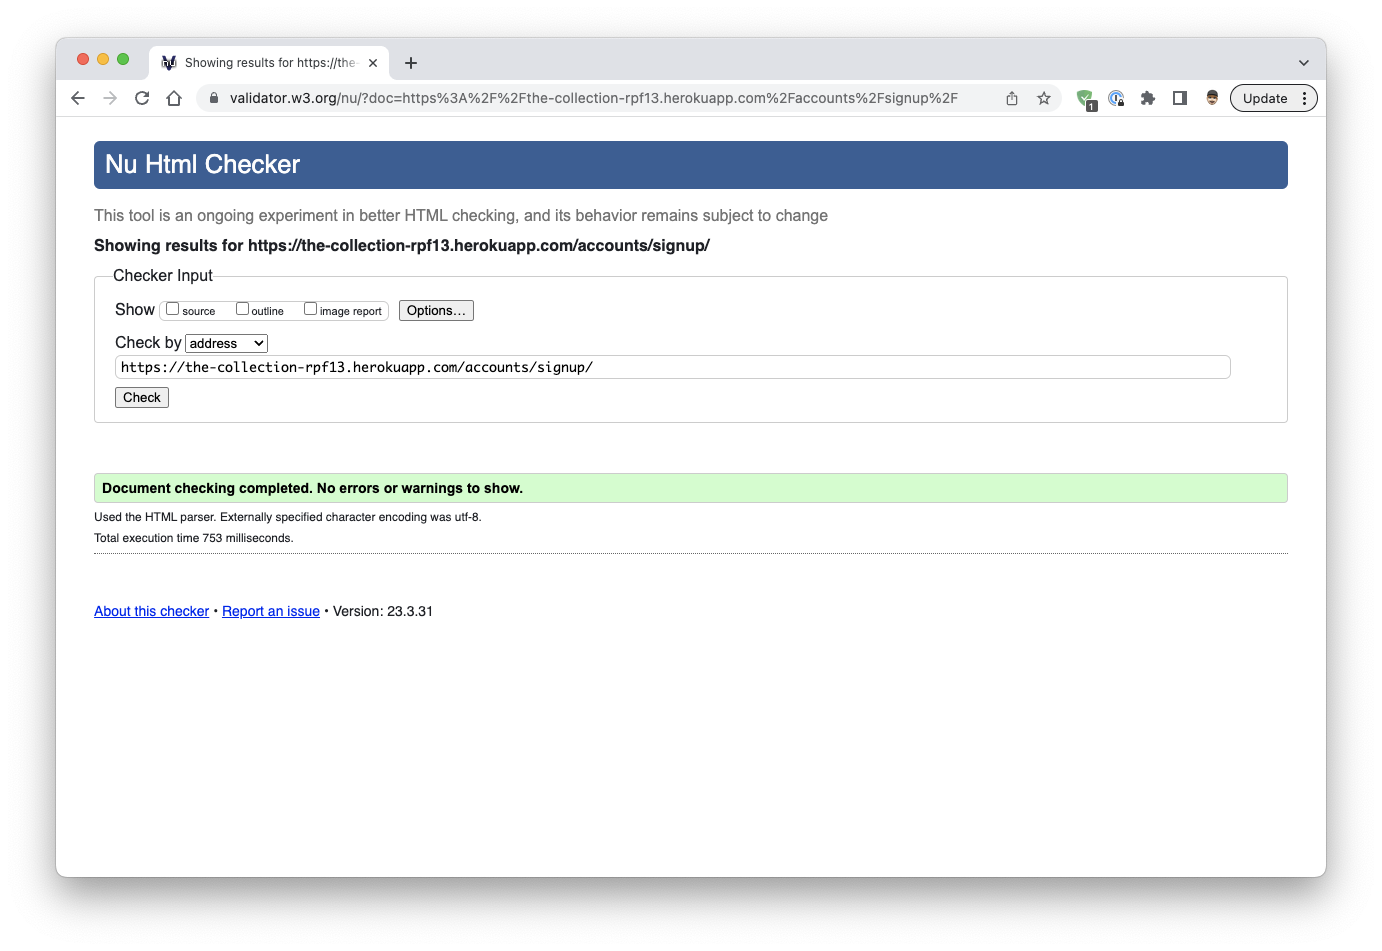 Showing results for https://the-
validator.w3.org/nu/?doc=https%3A%2F%2Fthe-collection-rpf13.herokuapp.com%2Faccounts%2Fsignup%2F
1
Update
Nu Html Checker
This tool is an ongoing experiment in better HTML checking, and its behavior remains subject to change
Showing results for https://the-collection-rpf13.herokuapp.com/accounts/signup/
Checker Input
Show source outline image report Options...
Check by address
https://the-collection-rpf13.herokuapp.com/accounts/signup/
Check
Document checking completed. No errors or warnings to show.
Used the HTML parser. Externally specified character encoding was utf-8.
Total execution time 753 milliseconds.
About this checker • Report an issue • Version: 23.3.31